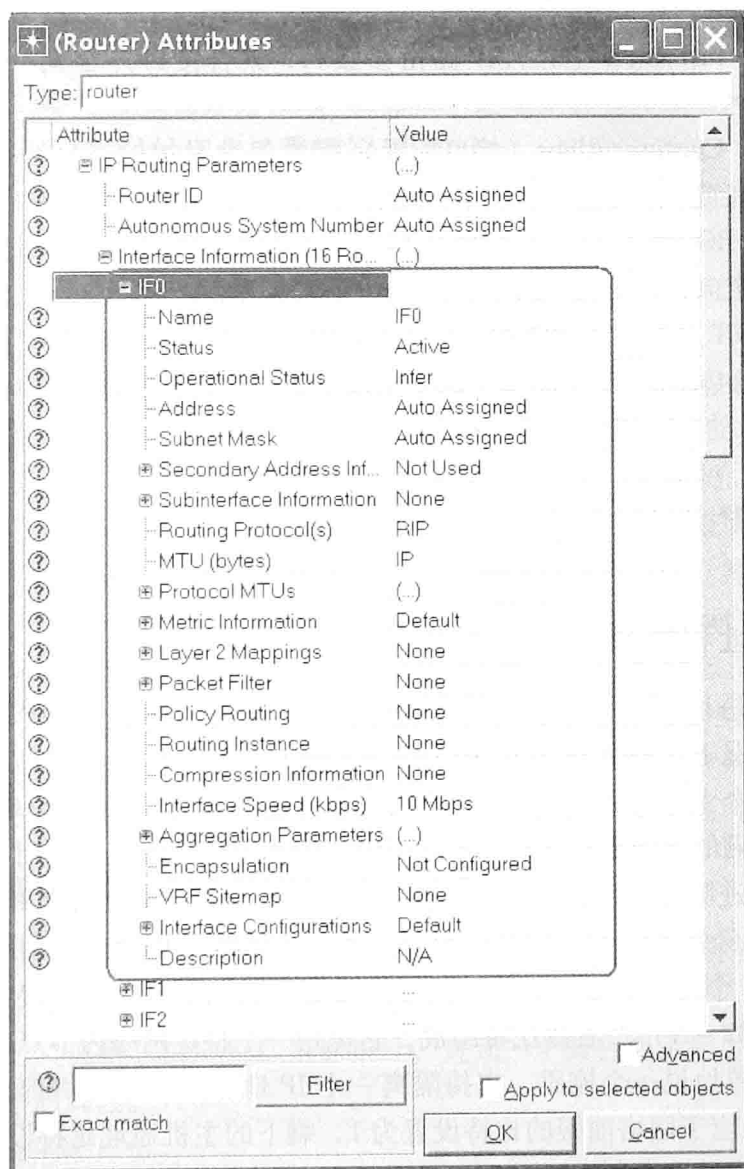 (Router) Attributes
Type: router
Attribute Value
IP Routing Parameters (...)
Router ID Auto Assigned
Autonomous System Number Auto Assigned
Interface Information (16 Ro... (...)
IF0
Name IF0
Status Active
Operational Status Infer
Address Auto Assigned
Subnet Mask Auto Assigned
Secondary Address Inf... Not Used
Subinterface Information None
Routing Protocol(s) RIP
MTU (bytes) IP
Protocol MTUs (...)
Metric Information Default
Layer 2 Mappings None
Packet Filter None
Policy Routing None
Routing Instance None
Compression Information None
Interface Speed (kbps) 10 Mbps
Aggregation Parameters (...)
Encapsulation Not Configured
VRF Sitemap None
Interface Configurations Default
Description N/A
IF1 ...
IF2 ...
Advanced
Filter
Apply to selected objects
Exact match
OK
Cancel